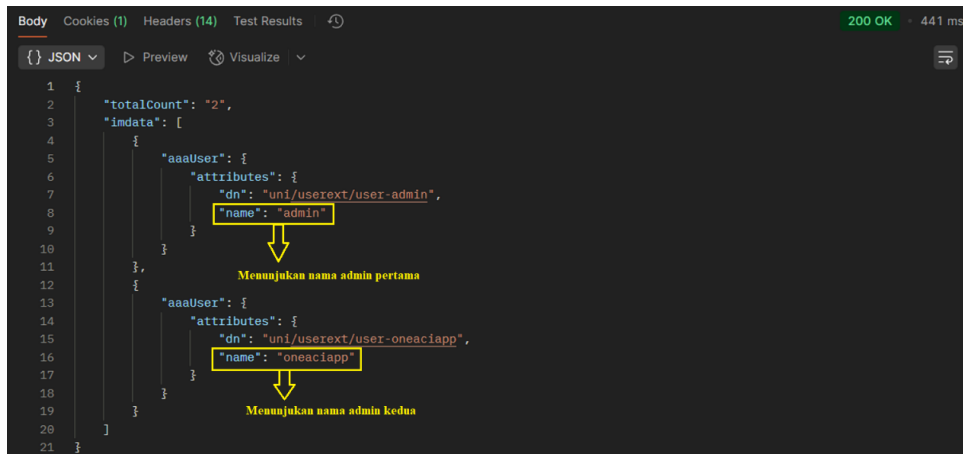 Body Cookies (1) Headers (14) Test Results 200 OK • 441 ms
{} JSON Preview Visualize
1 {
2 "totalCount": "2",
3 "imdata": [
4 {
5 "aaaUser": {
6 "attributes": {
7 "dn": "uni/userext/user-admin",
8 "name": "admin"
9 }
10 }
11 },
Menunjukan nama admin pertama
12 {
13 "aaaUser": {
14 "attributes": {
15 "dn": "uni/userext/user-oneaciapp",
16 "name": "oneaciapp"
17 }
18 }
19 }
Menunjukan nama admin kedua
20 ]
21 }